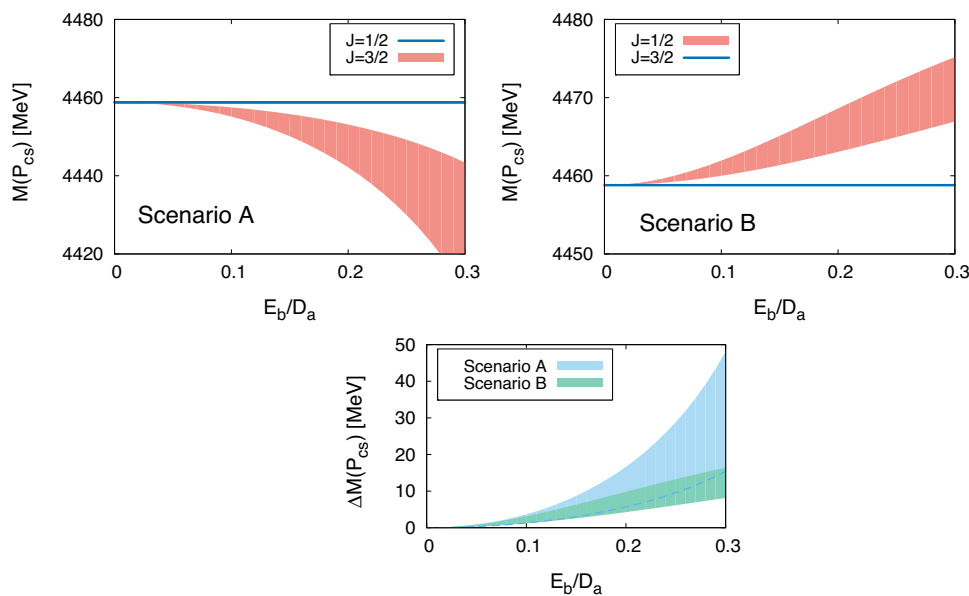 M(P_cs) [MeV]
4480
4460
4440
4420
J=1/2
J=3/2
Scenario A
0
0.1
0.2
0.3
E_b/D_a
M(P_cs) [MeV]
4480
4470
4460
4450
J=1/2
J=3/2
Scenario B
0
0.1
0.2
0.3
E_b/D_a
ΔM(P_cs) [MeV]
50
40
30
20
10
0
Scenario A
Scenario B
0
0.1
0.2
0.3
E_b/D_a